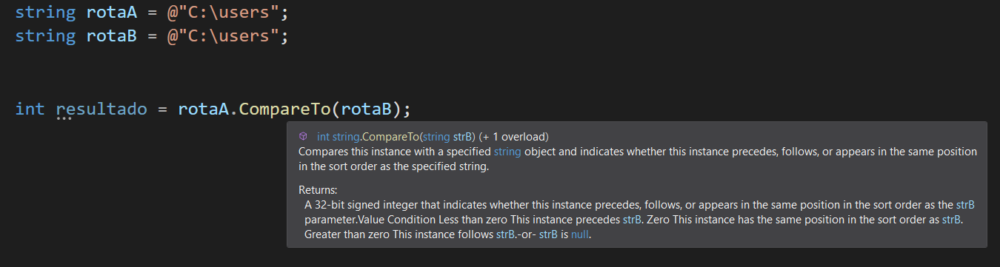 string rotaA = @"C:\users";
string rotaB = @"C:\users";
int resultado = rotaA.CompareTo(rotaB);
int string.CompareTo(string strB) (+ 1 overload)
Compares this instance with a specified string object and indicates whether this instance precedes, follows, or appears in the same position
in the sort order as the specified string.
Returns:
A 32-bit signed integer that indicates whether this instance precedes, follows, or appears in the same position in the sort order as the strB
parameter.Value Condition Less than zero This instance precedes strB. Zero This instance has the same position in the sort order as strB.
Greater than zero This instance follows strB.-or- strB is null.